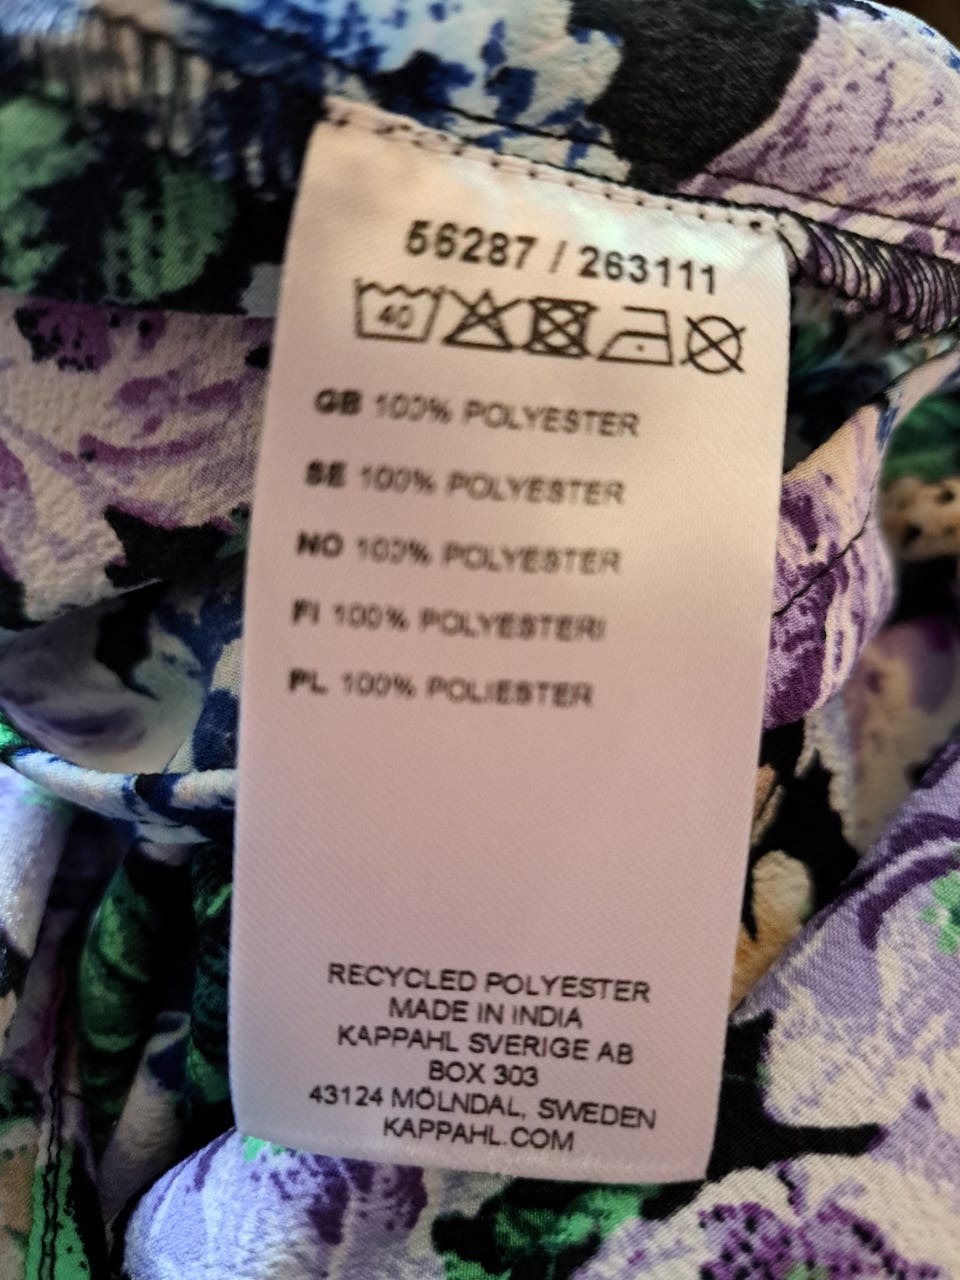 56287 / 263111
40
GB 100% POLYESTER
SE 100% POLYESTER
NO 100% POLYESTER
FI 100% POLYESTERI
PL 100% POLIESTER
RECYCLED POLYESTER
MADE IN INDIA
KAPPAHL SVERIGE AB
BOX 303
43124 MÖLNDAL, SWEDEN
KAPPAHL.COM